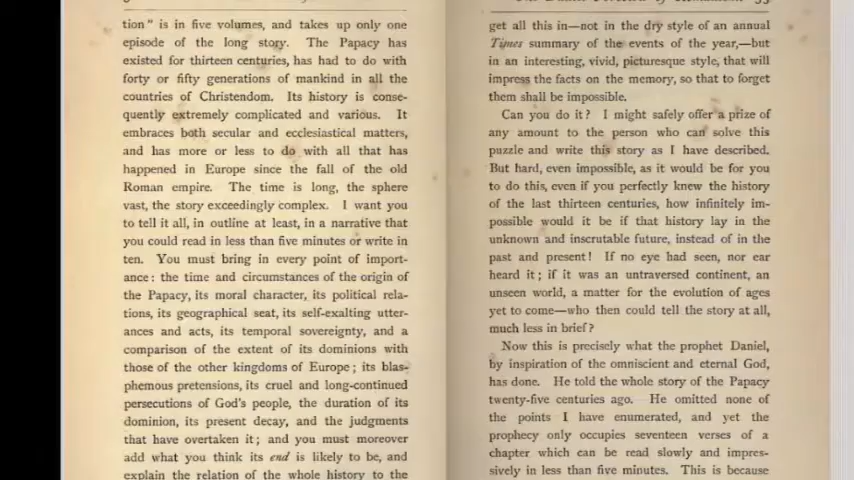 tion" is in five volumes, and takes up only one
episode of the long story. The Papacy has
existed for thirteen centuries, has had to do with
forty or fifty generations of mankind in all the
countries of Christendom. Its history is conse-
quently extremely complicated and various. It
embraces both secular and ecclesiastical matters,
and has more or less to do with all that has
happened in Europe since the fall of the old
Roman empire. The time is long, the sphere
vast, the story exceedingly complex. I want you
to tell it all, in outline at least, in a narrative that
you could read in less than five minutes or write in
ten. You must bring in every point of import-
ance: the time and circumstances of the origin of
the Papacy, its moral character, its political rela-
tions, its geographical seat, its self-exalting utter-
ances and acts, its temporal sovereignty, and a
comparison of the extent of its dominions with
those of the other kingdoms of Europe; its blas-
phemous pretensions, its cruel and long-continued
persecutions of God's people, the duration of its
dominion, its present decay, and the judgments
that have overtaken it; and you must moreover
add what you think its end is likely to be, and
explain the relation of the whole history to the
get all this in—not in the dry style of an annual
Times summary of the events of the year,—but
in an interesting, vivid, picturesque style, that will
impress the facts on the memory, so that to forget
them shall be impossible.
Can you do it? I might safely offer a prize of
any amount to the person who can solve this
puzzle and write this story as I have described.
But hard, even impossible, as it would be for you
to do this, even if you perfectly knew the history
of the last thirteen centuries, how infinitely im-
possible would it be if that history lay in the
unknown and inscrutable future, instead of in the
past and present! If no eye had seen, nor ear
heard it; if it was an untraversed continent, an
unseen world, a matter for the evolution of ages
yet to come—who then could tell the story at all,
much less in brief?
Now this is precisely what the prophet Daniel,
by inspiration of the omniscient and eternal God,
has done. He told the whole story of the Papacy
twenty-five centuries ago. He omitted none of
the points I have enumerated, and yet the
prophecy only occupies seventeen verses of a
chapter which can be read slowly and impres-
sively in less than five minutes. This is because